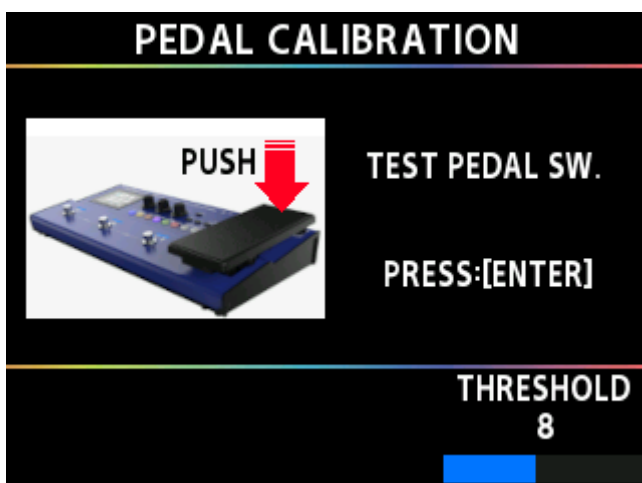 PEDAL CALIBRATION
PUSH
TEST PEDAL SW.
PRESS:[ENTER]
THRESHOLD
8